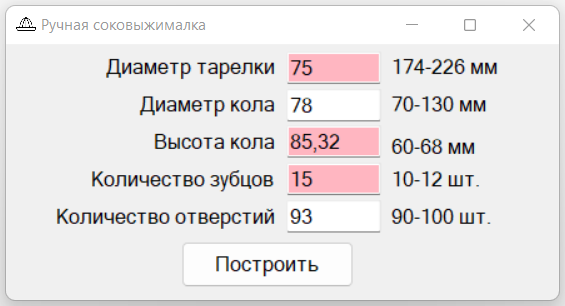 Ручная соковыжималка
Диаметр тарелки 75 174-226 мм
Диаметр кола 78 70-130 мм
Высота кола 85,32 60-68 мм
Количество зубцов 15 10-12 шт.
Количество отверстий 93 90-100 шт.
Построить